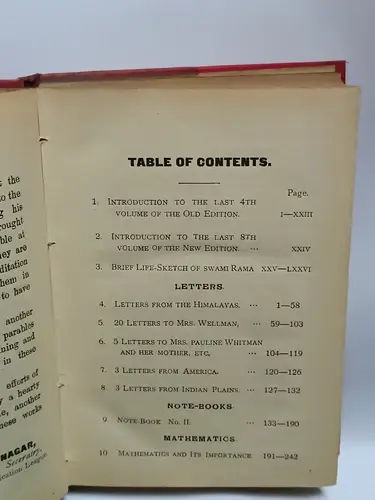 the
to the
ng his
rought
ble at
ey are
ditation
hem in
to have
another
parables
ning and
in these
efforts of
y a hearty
e, another
ese works
NAGAR,
Secretary,
ication League.
TABLE OF CONTENTS.
Page.
1. INTRODUCTION TO THE LAST 4TH
VOLUME OF THE OLD EDITION. I—XXIII
2. INTRODUCTION TO THE LAST 8TH
VOLUME OF THE NEW EDITION. ... XXIV
3. BRIEF LIFE-SKETCH OF SWAMI RAMA XXV—LXXVI
LETTERS.
4. LETTERS FROM THE HIMALAYAS. ... 1—58
5. 20 LETTERS TO MRS. WELLMAN, ... 59—103
6. 5 LETTERS TO MRS. PAULINE WHITMAN
AND HER MOTHER, ETC, ... 104—119
7. 3 LETTERS FROM AMERICA. ... 120—126
8. 3 LETTERS FROM INDIAN PLAINS. ... 127—132
NOTE-BOOKS
9 NOTE-BOOK NO. II. ... 133—190
MATHEMATICS
10 MATHEMATICS AND ITS IMPORTANCE. 191—242